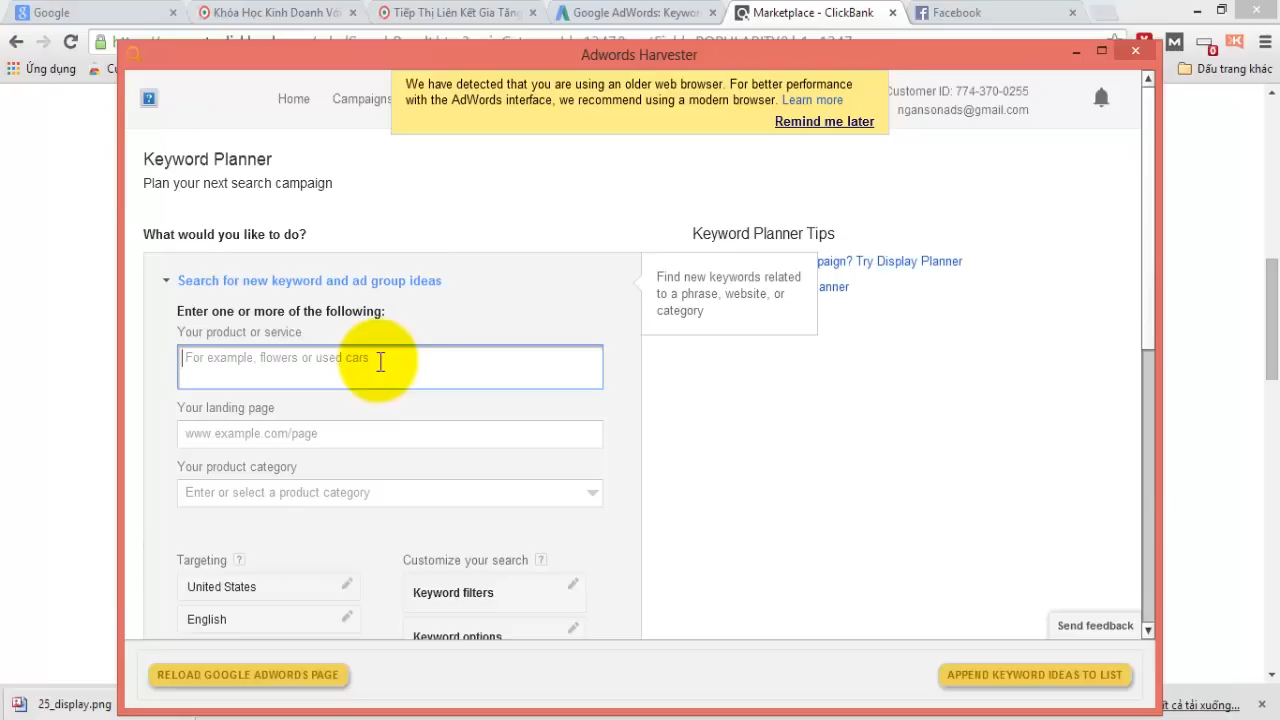 Google
Khóa Học Kinh Doanh Vớ
Tiếp Thị Liên Kết Gia Tăng
Google AdWords: Keywor
Marketplace - ClickBank
Facebook
Adwords Harvester
Ứng dụng
Dấu trang khác
We have detected that you are using an older web browser. For better performance
with the AdWords interface, we recommend using a modern browser. Learn more
Remind me later
Home
Campaigns
Customer ID: 774-370-0255
ngansonads@gmail.com
Keyword Planner
Plan your next search campaign
What would you like to do?
Keyword Planner Tips
Search for new keyword and ad group ideas
Find new keywords related
to a phrase, website, or
category
paign? Try Display Planner
anner
Enter one or more of the following:
Your product or service
For example, flowers or used cars
Your landing page
www.example.com/page
Your product category
Enter or select a product category
Targeting ?
Customize your search ?
United States
Keyword filters
English
Keyword options
Send feedback
RELOAD GOOGLE ADWORDS PAGE
APPEND KEYWORD IDEAS TO LIST
25_display.png
t cả tải xuống...